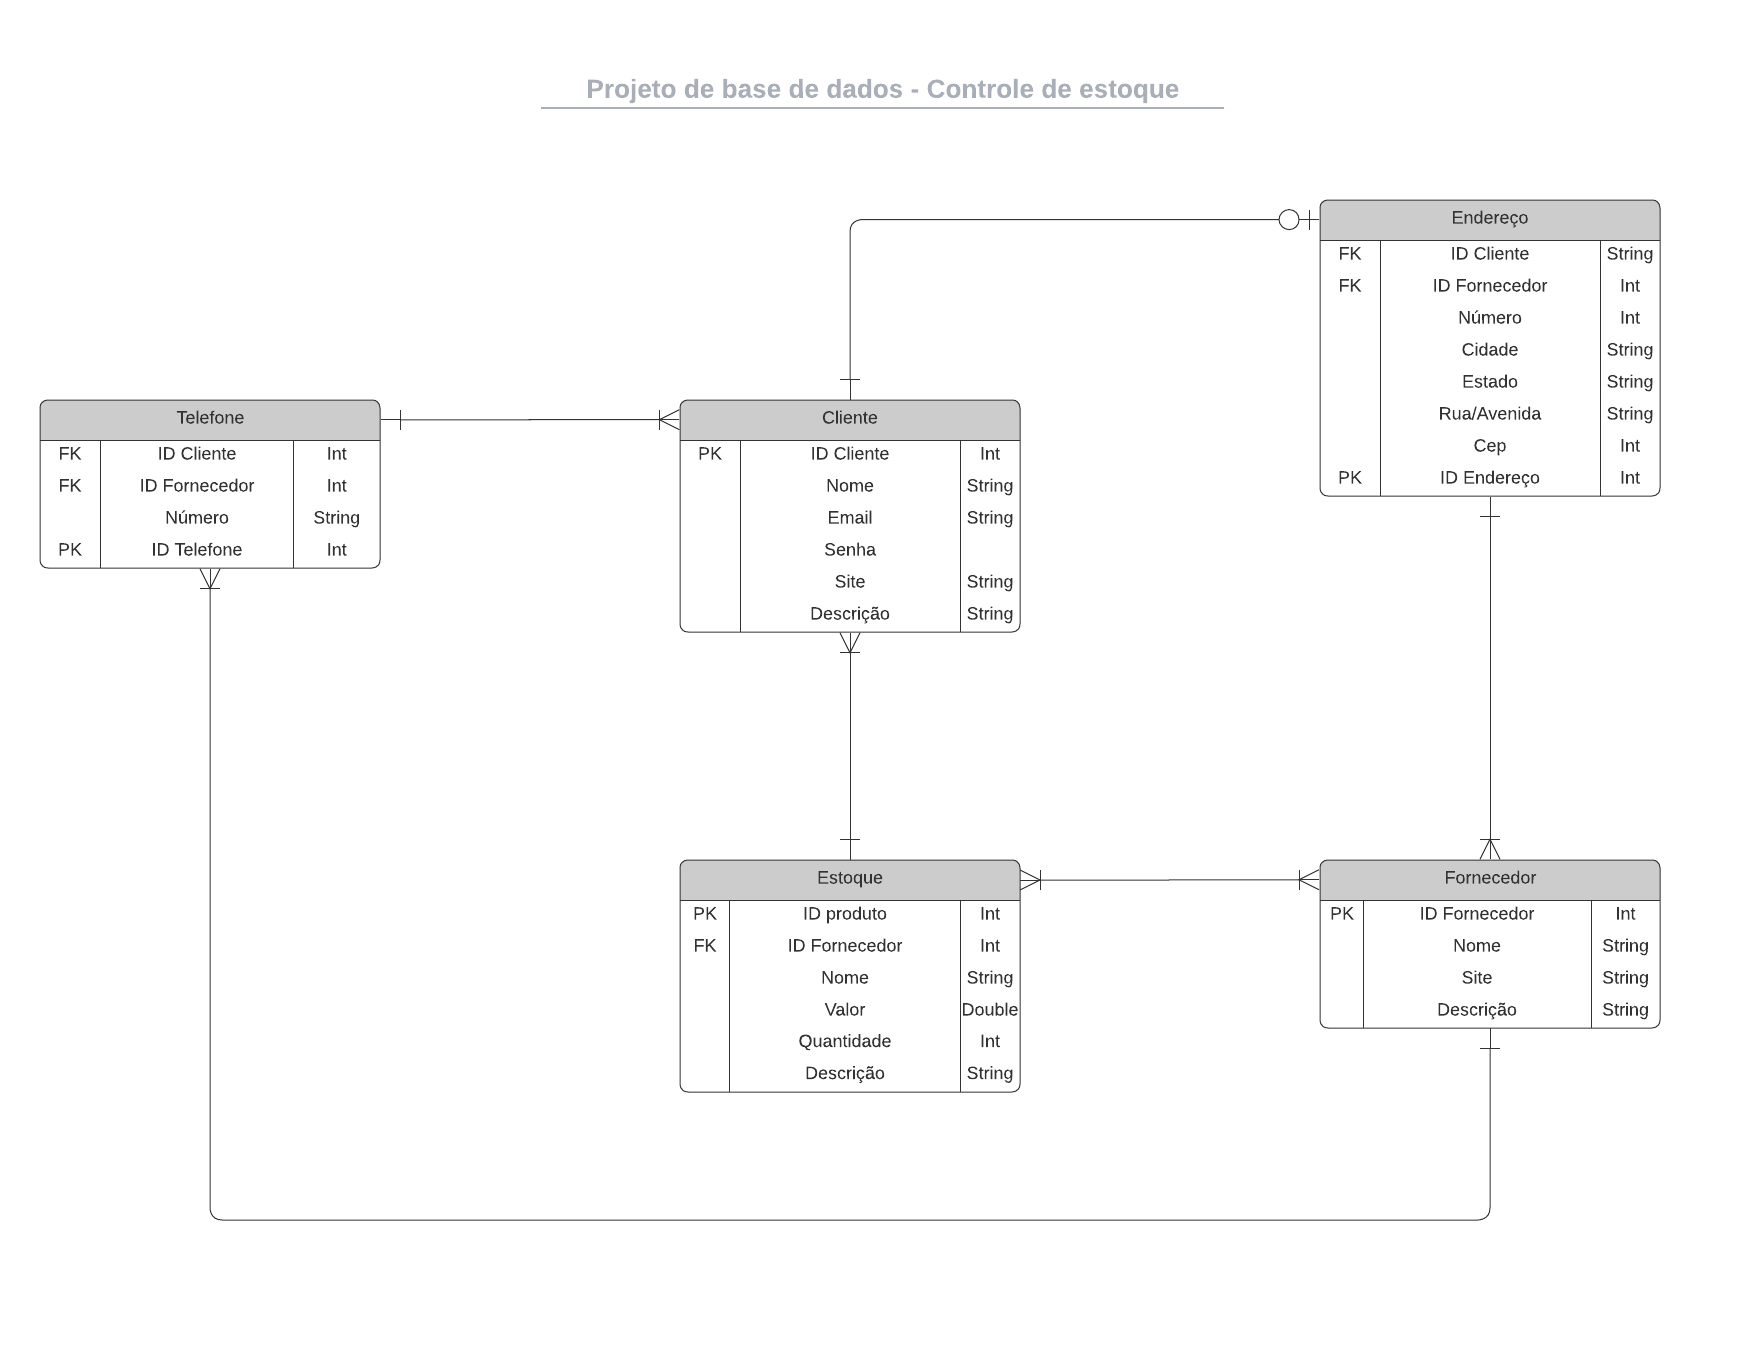 Projeto de base de dados - Controle de estoque
Endereço
FK ID Cliente String
FK ID Fornecedor Int
Número Int
Cidade String
Estado String
Rua/Avenida String
Cep Int
PK ID Endereço Int
Telefone
FK ID Cliente Int
FK ID Fornecedor Int
Número String
PK ID Telefone Int
Cliente
PK ID Cliente Int
Nome String
Email String
Senha
Site String
Descrição String
Estoque
PK ID produto Int
FK ID Fornecedor Int
Nome String
Valor Double
Quantidade Int
Descrição String
Fornecedor
PK ID Fornecedor Int
Nome String
Site String
Descrição String